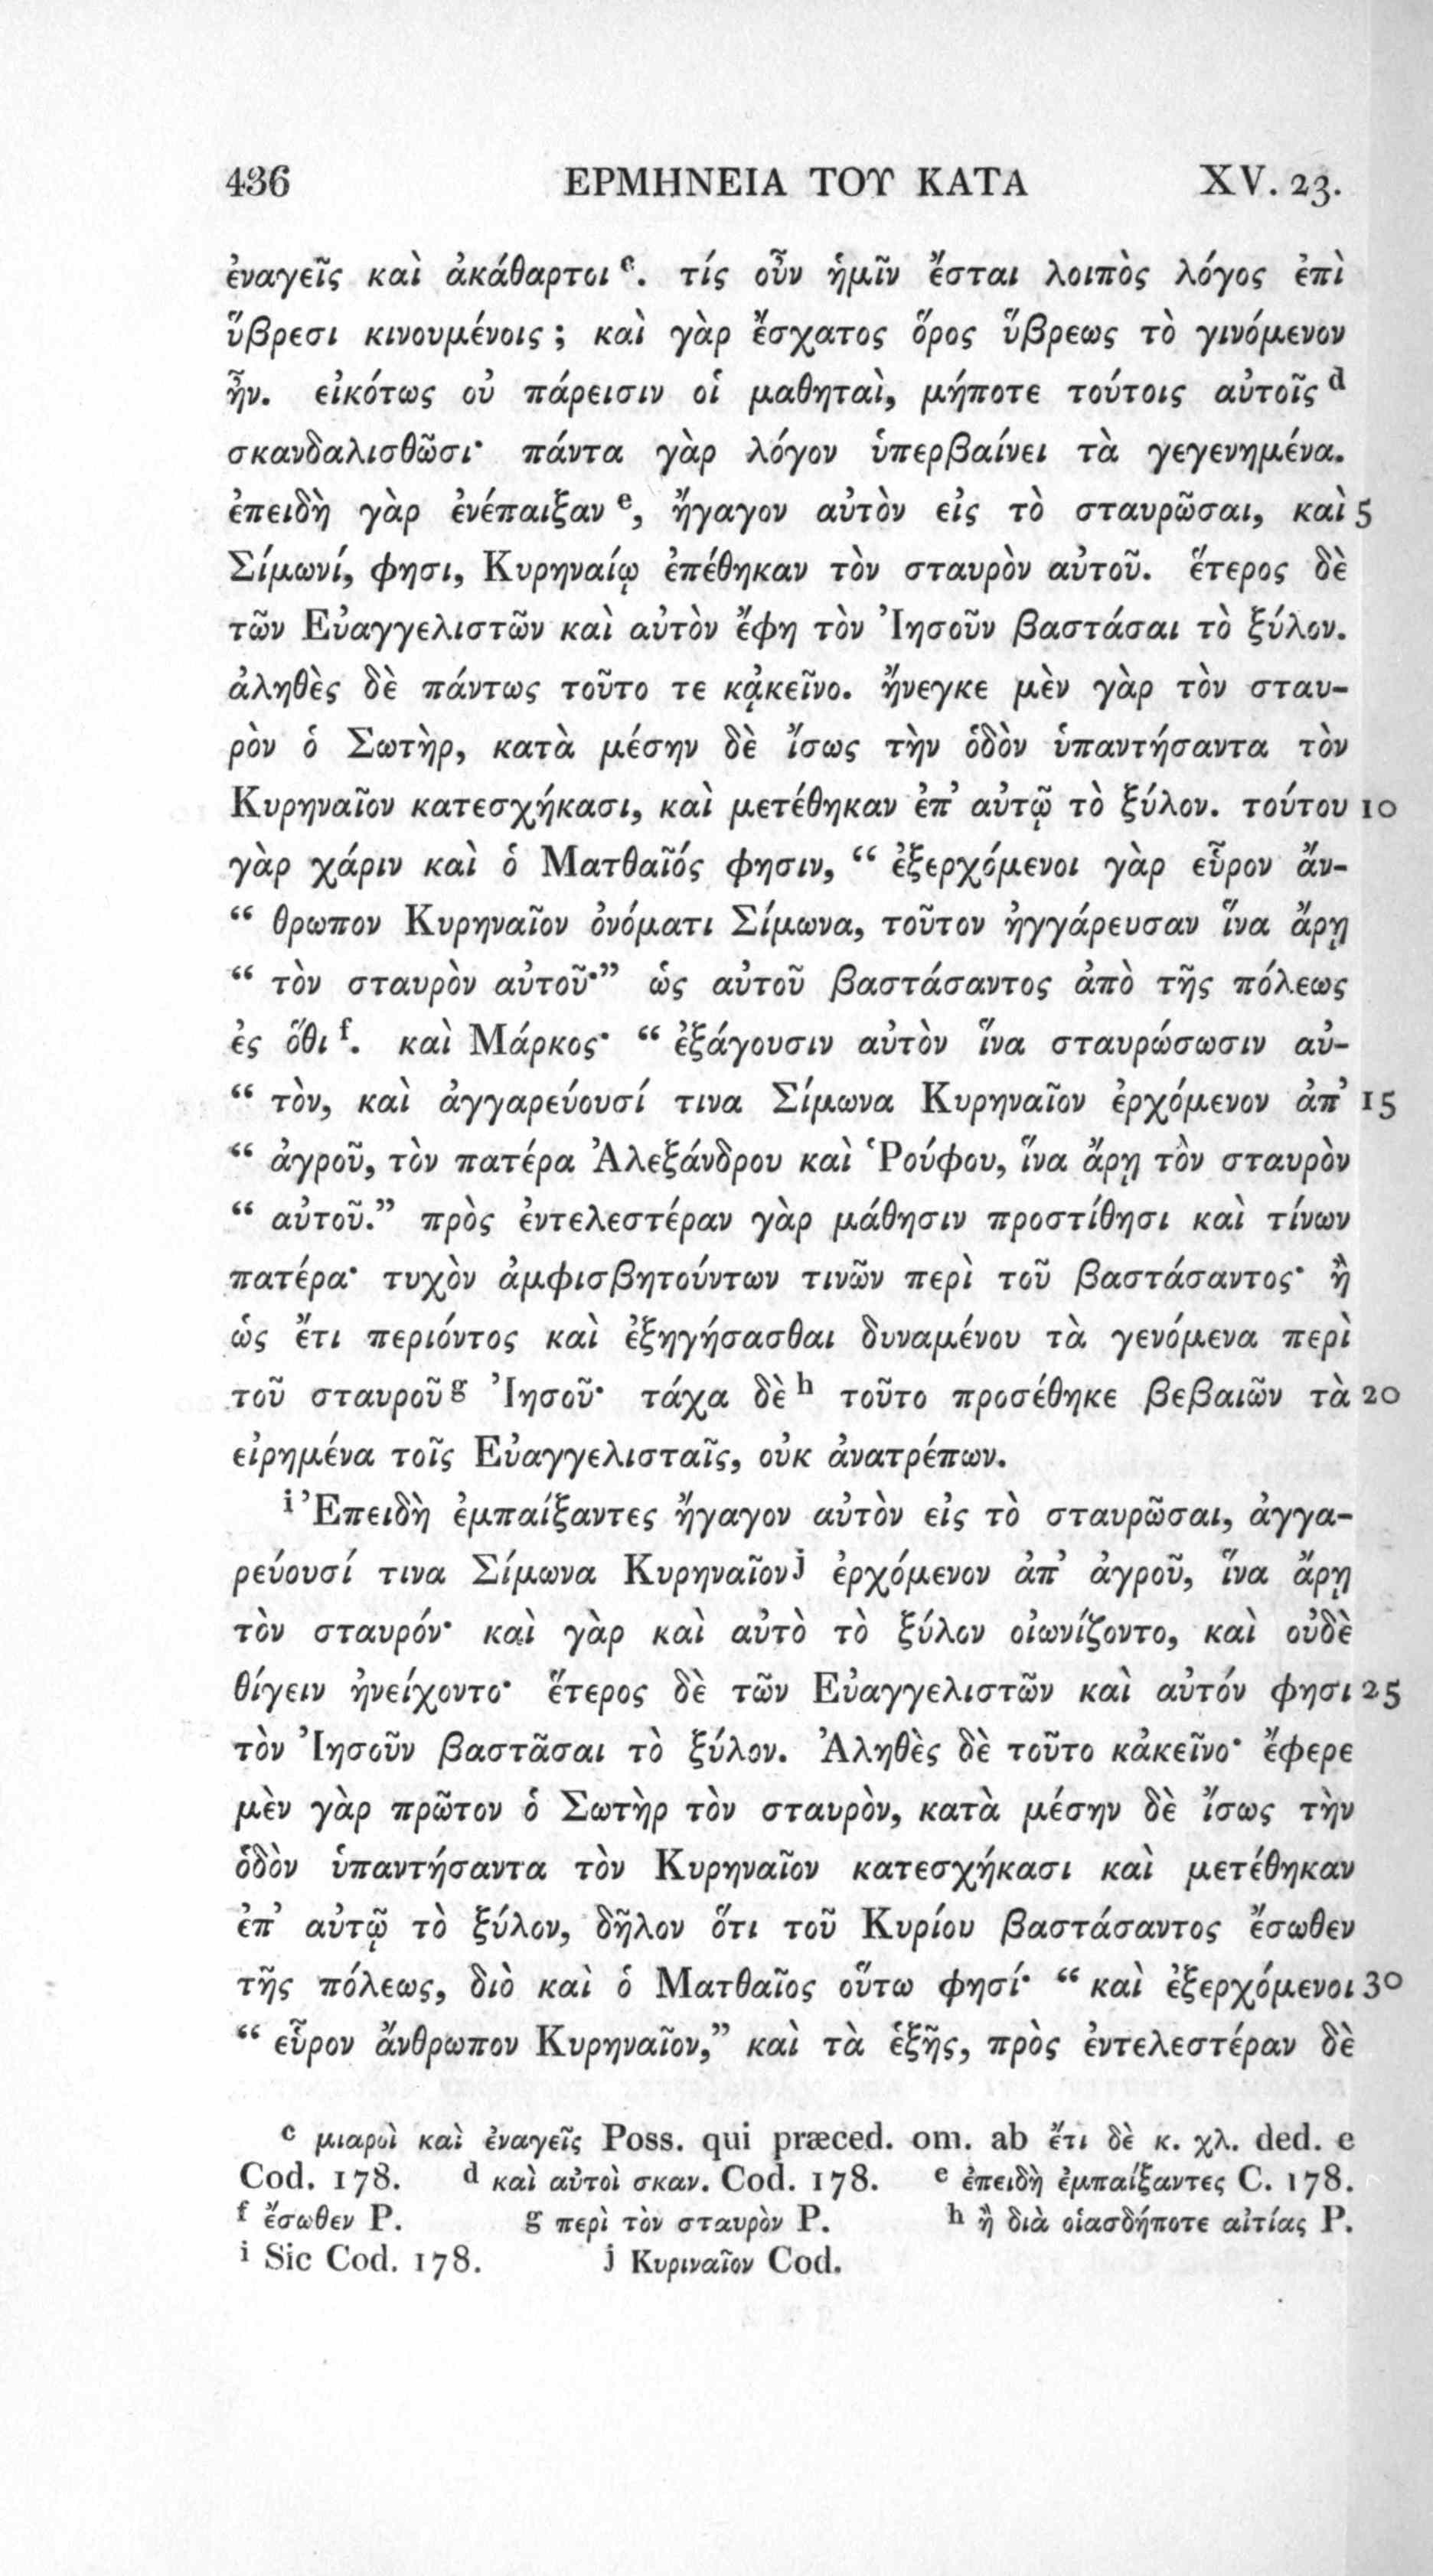 436 ΕΡΜΗΝΕΙΑ ΤΟΥ ΚΑΤΑ XV. 23.
ἐναγεῖς καὶ ἀκάθαρτοι c. τίς οὖν ἡμῖν ἔσται λοιπὸς λόγος ἐπὶ
ὕβρεσι κινουμένοις ; καὶ γὰρ ἔσχατος ὅρος ὕβρεως τὸ γινόμενον
ἦν. εἰκότως οὐ πάρεισιν οἱ μαθηταὶ, μήποτε τούτοις αὐτοῖς d
σκανδαλισθῶσι· πάντα γὰρ λόγον ὑπερβαίνει τὰ γεγενημένα.
ἐπειδὴ γὰρ ἐνέπαιξαν e, ἤγαγον αὐτὸν εἰς τὸ σταυρῶσαι, καὶ 5
Σίμωνί, φησι, Κυρηναίῳ ἐπέθηκαν τὸν σταυρὸν αὐτοῦ. ἕτερος δὲ
τῶν Εὐαγγελιστῶν καὶ αὐτὸν ἔφη τὸν Ἰησοῦν βαστάσαι τὸ ξύλον.
ἀληθὲς δὲ πάντως τοῦτο τε κᾀκεῖνο. ἤνεγκε μὲν γὰρ τὸν σταυ-
ρὸν ὁ Σωτὴρ, κατὰ μέσην δὲ ἴσως τὴν ὁδὸν ὑπαντήσαντα τὸν
Κυρηναῖον κατεσχήκασι, καὶ μετέθηκαν ἐπ' αὐτῷ τὸ ξύλον. τούτου 10
γὰρ χάριν καὶ ὁ Ματθαῖός φησιν, “ ἐξερχόμενοι γὰρ εὗρον ἄν-
“ θρωπον Κυρηναῖον ὀνόματι Σίμωνα, τοῦτον ἠγγάρευσαν ἵνα ἄρῃ
“ τὸν σταυρὸν αὐτοῦ·” ὡς αὐτοῦ βαστάσαντος ἀπὸ τῆς πόλεως
ἐς ὅθι f. καὶ Μάρκος· “ ἐξάγουσιν αὐτὸν ἵνα σταυρώσωσιν αὐ-
“ τὸν, καὶ ἀγγαρεύουσί τινα Σίμωνα Κυρηναῖον ἐρχόμενον ἀπ' 15
“ ἀγροῦ, τὸν πατέρα Ἀλεξάνδρου καὶ Ῥούφου, ἵνα ἄρῃ τὸν σταυρὸν
“ αὐτοῦ.” πρὸς ἐντελεστέραν γὰρ μάθησιν προστίθησι καὶ τίνων
πατέρα· τυχὸν ἀμφισβητούντων τινῶν περὶ τοῦ βαστάσαντος· ἢ
ὡς ἔτι περιόντος καὶ ἐξηγήσασθαι δυναμένου τὰ γενόμενα περὶ
τοῦ σταυροῦ g Ἰησοῦ· τάχα δὲ h τοῦτο προσέθηκε βεβαιῶν τὰ 20
εἰρημένα τοῖς Εὐαγγελισταῖς, οὐκ ἀνατρέπων.
i Ἐπειδὴ ἐμπαίξαντες ἤγαγον αὐτὸν εἰς τὸ σταυρῶσαι, ἀγγα-
ρεύουσί τινα Σίμωνα Κυρηναῖον j ἐρχόμενον ἀπ' ἀγροῦ, ἵνα ἄρῃ
τὸν σταυρόν· καὶ γὰρ καὶ αὐτὸ τὸ ξύλον οἰωνίζοντο, καὶ οὐδὲ
θίγειν ἠνείχοντο· ἕτερος δὲ τῶν Εὐαγγελιστῶν καὶ αὐτόν φησι 25
τὸν Ἰησοῦν βαστᾶσαι τὸ ξύλον. Ἀληθὲς δὲ τοῦτο κἀκεῖνο· ἔφερε
μὲν γὰρ πρῶτον ὁ Σωτὴρ τὸν σταυρὸν, κατὰ μέσην δὲ ἴσως τὴν
ὁδὸν ὑπαντήσαντα τὸν Κυρηναῖον κατεσχήκασι καὶ μετέθηκαν
ἐπ' αὐτῷ τὸ ξύλον, δῆλον ὅτι τοῦ Κυρίου βαστάσαντος ἔσωθεν
τῆς πόλεως, διὸ καὶ ὁ Ματθαῖος οὕτω φησί· “ καὶ ἐξερχόμενοι 30
“ εὗρον ἄνθρωπον Κυρηναῖον,” καὶ τὰ ἑξῆς, πρὸς ἐντελεστέραν δὲ
c μιαροὶ καὶ ἐναγεῖς Poss. qui præced. om. ab ἔτι δὲ κ. χλ. ded. e
Cod. 178. d καὶ αὐτοὶ σκαν. Cod. 178. e ἐπειδὴ ἐμπαίξαντες C. 178.
f ἔσωθεν P. g περὶ τὸν σταυρὸν P. h ἢ διὰ οἱασδήποτε αἰτίας P.
i Sic Cod. 178. j Κυριναῖον Cod.